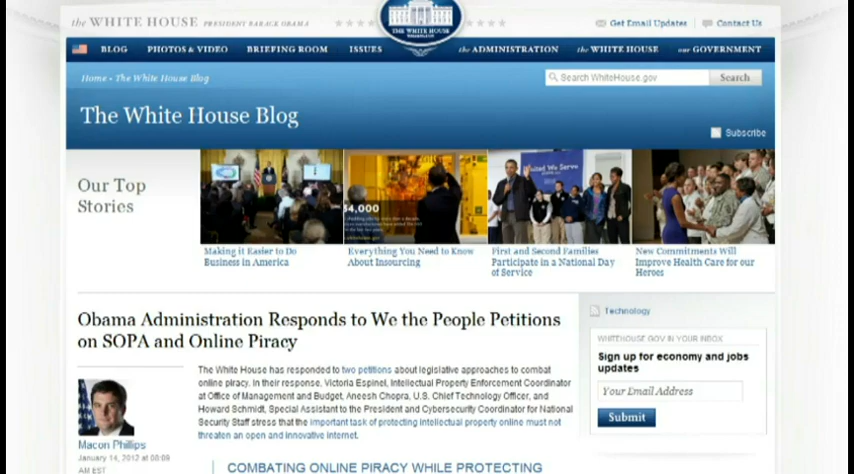 the WHITE HOUSE PRESIDENT BARACK OBAMA
Get Email Updates Contact Us
THE WHITE HOUSE
WASHINGTON
BLOG PHOTOS & VIDEO BRIEFING ROOM ISSUES the ADMINISTRATION the WHITE HOUSE our GOVERNMENT
Home • The White House Blog
Search WhiteHouse.gov Search
The White House Blog
Subscribe
Our Top
Stories
54,000
United We Serve
Making it Easier to Do
Business in America
Everything You Need to Know
About Insourcing
First and Second Families
Participate in a National Day
of Service
New Commitments Will
Improve Health Care for our
Heroes
Obama Administration Responds to We the People Petitions
on SOPA and Online Piracy
Macon Phillips
January 14, 2012 at 08:09
AM EST
The White House has responded to two petitions about legislative approaches to combat
online piracy. In their response, Victoria Espinel, Intellectual Property Enforcement Coordinator
at Office of Management and Budget, Aneesh Chopra, U.S. Chief Technology Officer, and
Howard Schmidt, Special Assistant to the President and Cybersecurity Coordinator for National
Security Staff stress that the important task of protecting intellectual property online must not
threaten an open and innovative internet.
COMBATING ONLINE PIRACY WHILE PROTECTING
Technology
WHITEHOUSE.GOV IN YOUR INBOX
Sign up for economy and jobs
updates
Your Email Address
Submit